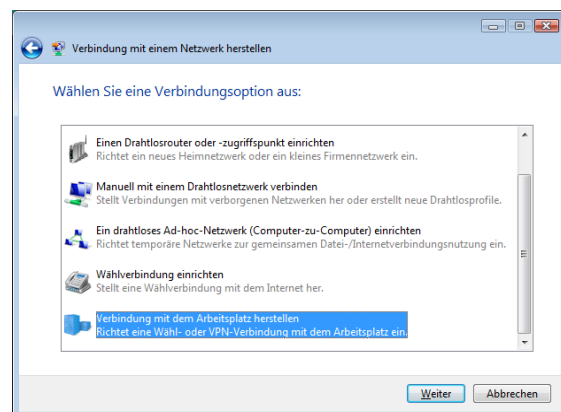 Verbindung mit einem Netzwerk herstellen
Wählen Sie eine Verbindungsoption aus:
Einen Drahtlosrouter oder -zugriffspunkt einrichten
Richtet ein neues Heimnetzwerk oder ein kleines Firmennetzwerk ein.
Manuell mit einem Drahtlosnetzwerk verbinden
Stellt Verbindungen mit verborgenen Netzwerken her oder erstellt neue Drahtlosprofile.
Ein drahtloses Ad-hoc-Netzwerk (Computer-zu-Computer) einrichten
Richtet temporäre Netzwerke zur gemeinsamen Datei-/Internetverbindungsnutzung ein.
Wählverbindung einrichten
Stellt eine Wählverbindung mit dem Internet her.
Verbindung mit dem Arbeitsplatz herstellen
Richtet eine Wähl- oder VPN-Verbindung mit dem Arbeitsplatz ein.
Weiter Abbrechen